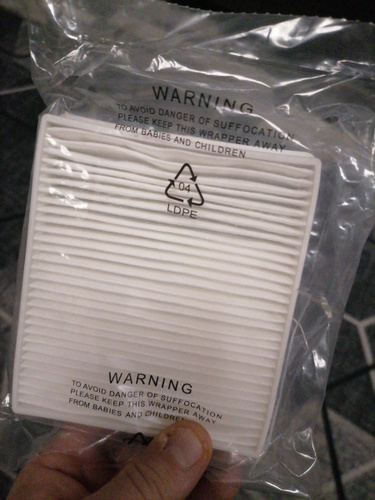 WARNING
TO AVOID DANGER OF SUFFOCATION
PLEASE KEEP THIS WRAPPER AWAY
FROM BABIES AND CHILDREN
04
LDPE
WARNING
TO AVOID DANGER OF SUFFOCATION
PLEASE KEEP THIS WRAPPER AWAY
FROM BABIES AND CHILDREN